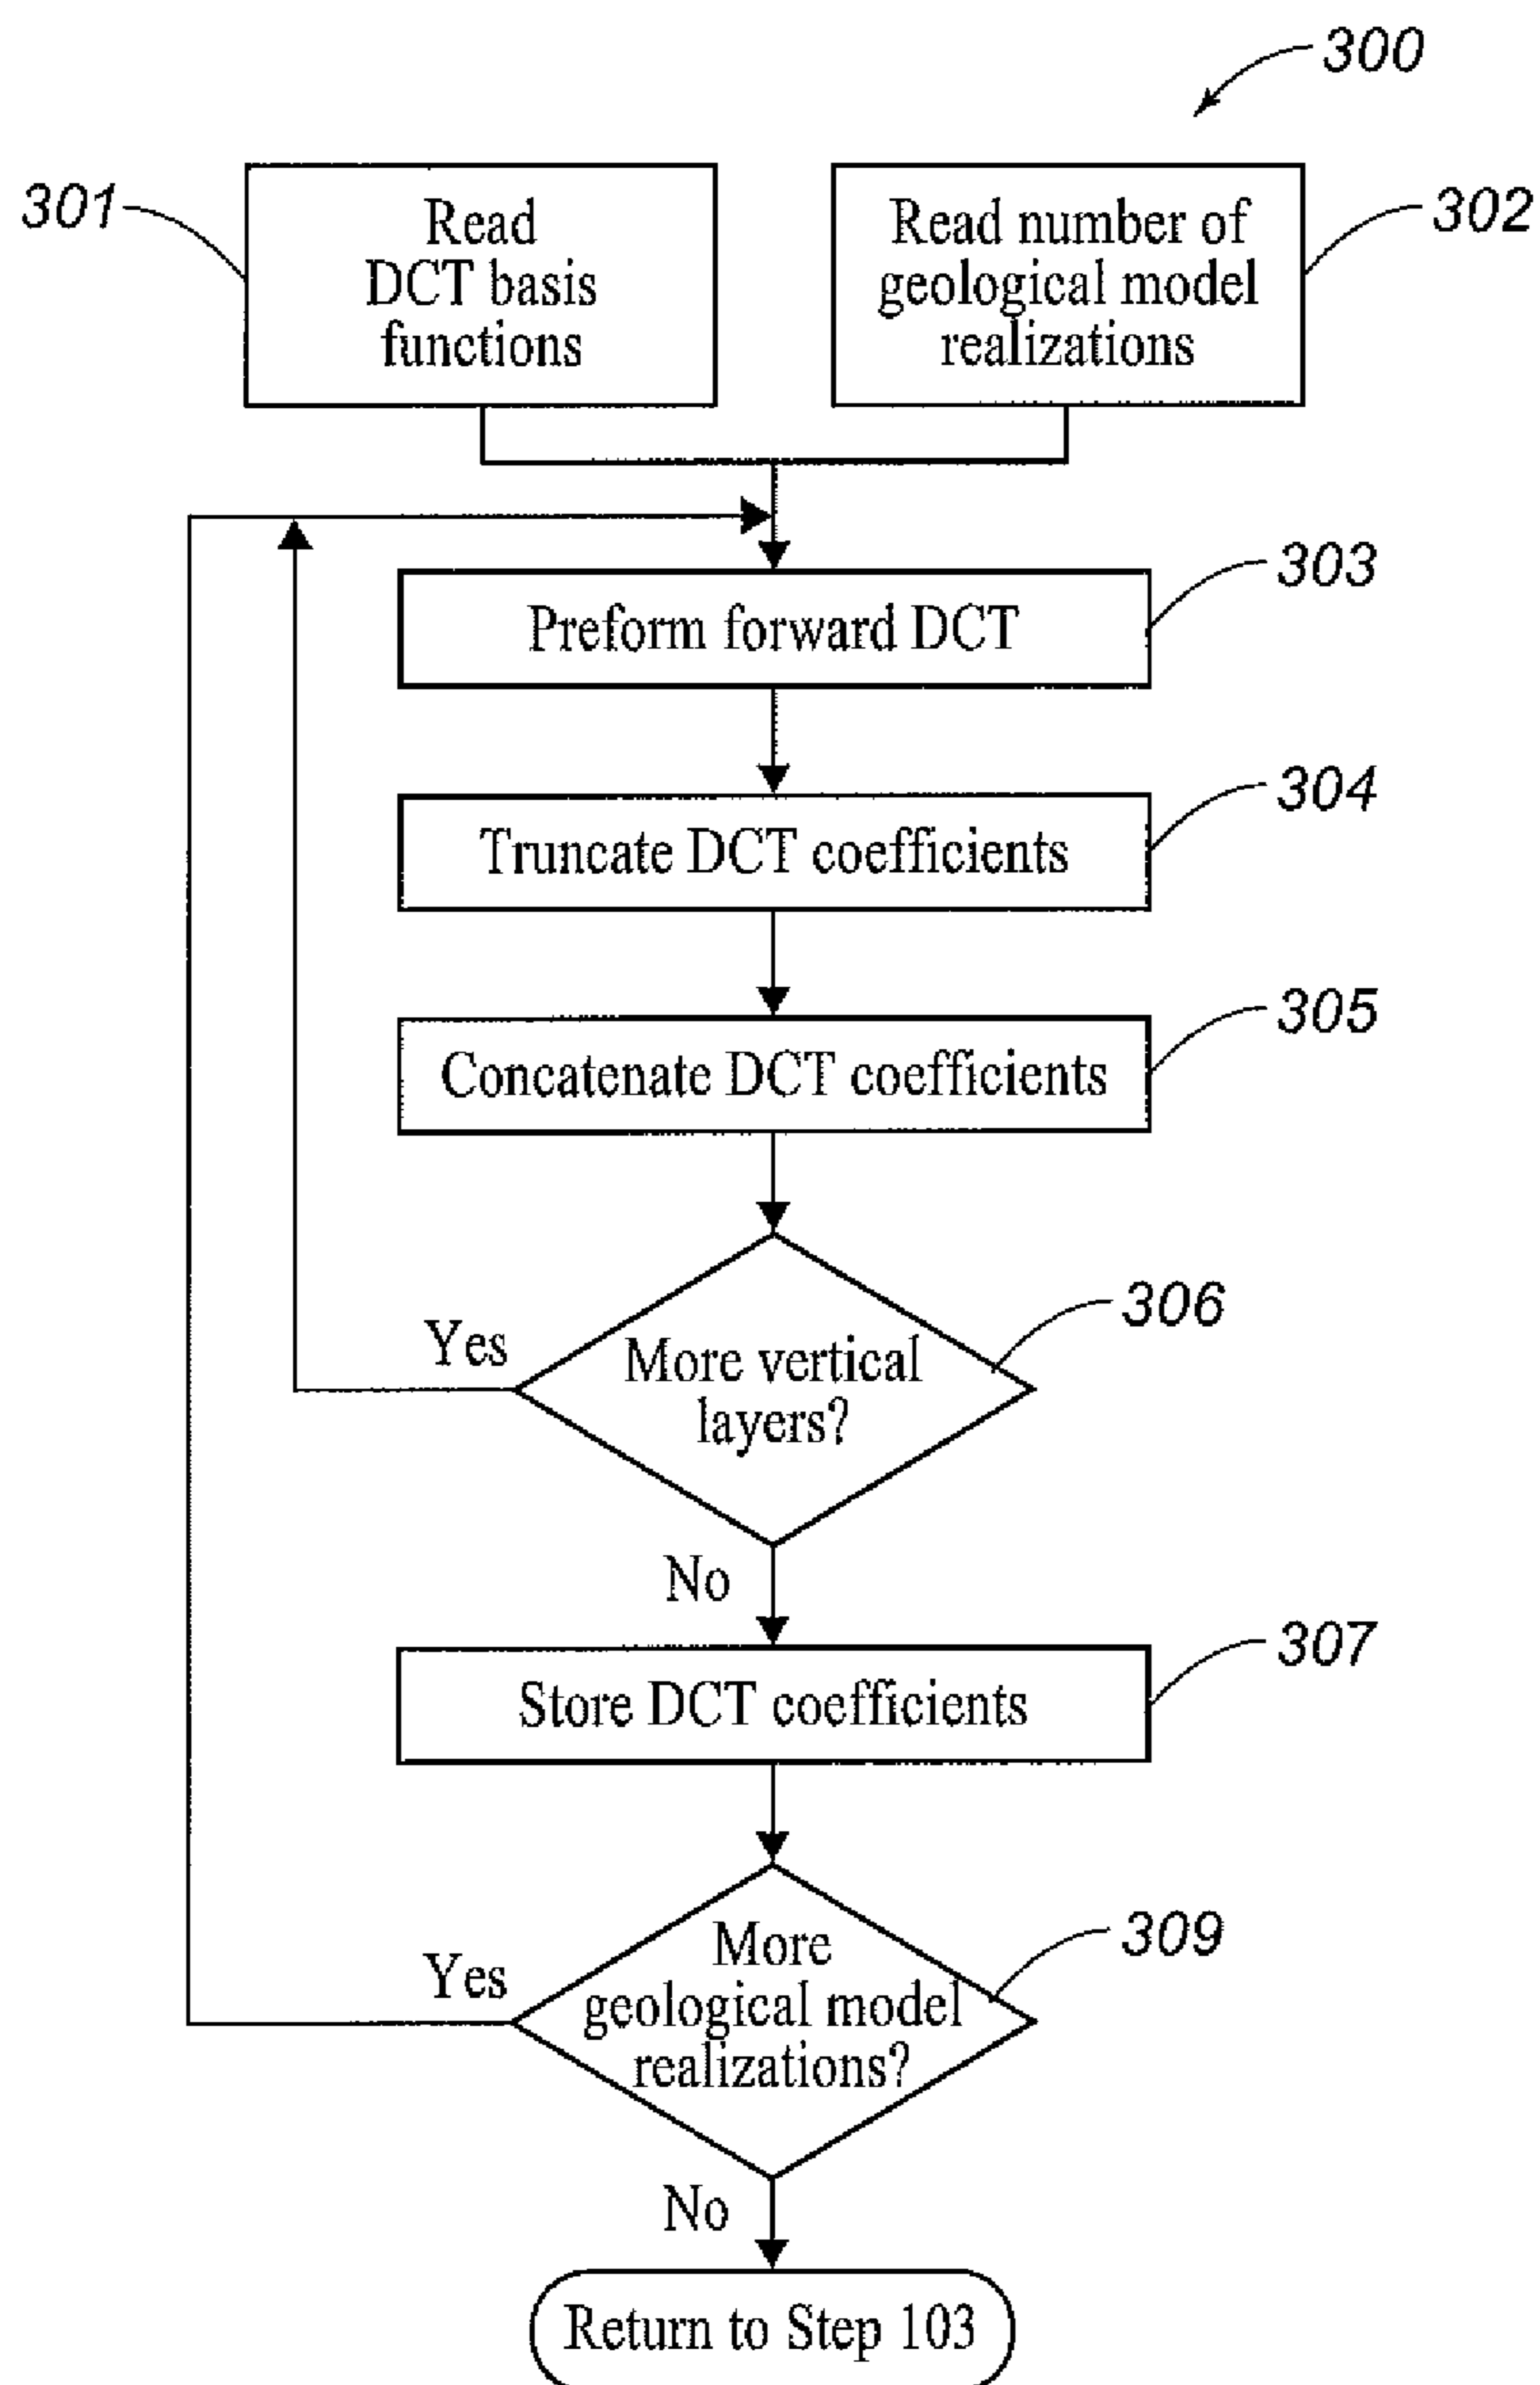 300
301
Read
DCT basis
functions
Read number of
geological model
realizations
302
Preform forward DCT
303
Truncate DCT coefficients
304
Concatenate DCT coefficients
305
More vertical
layers?
306
Yes
No
Store DCT coefficients
307
More
geological model
realizations?
309
Yes
No
Return to Step 103